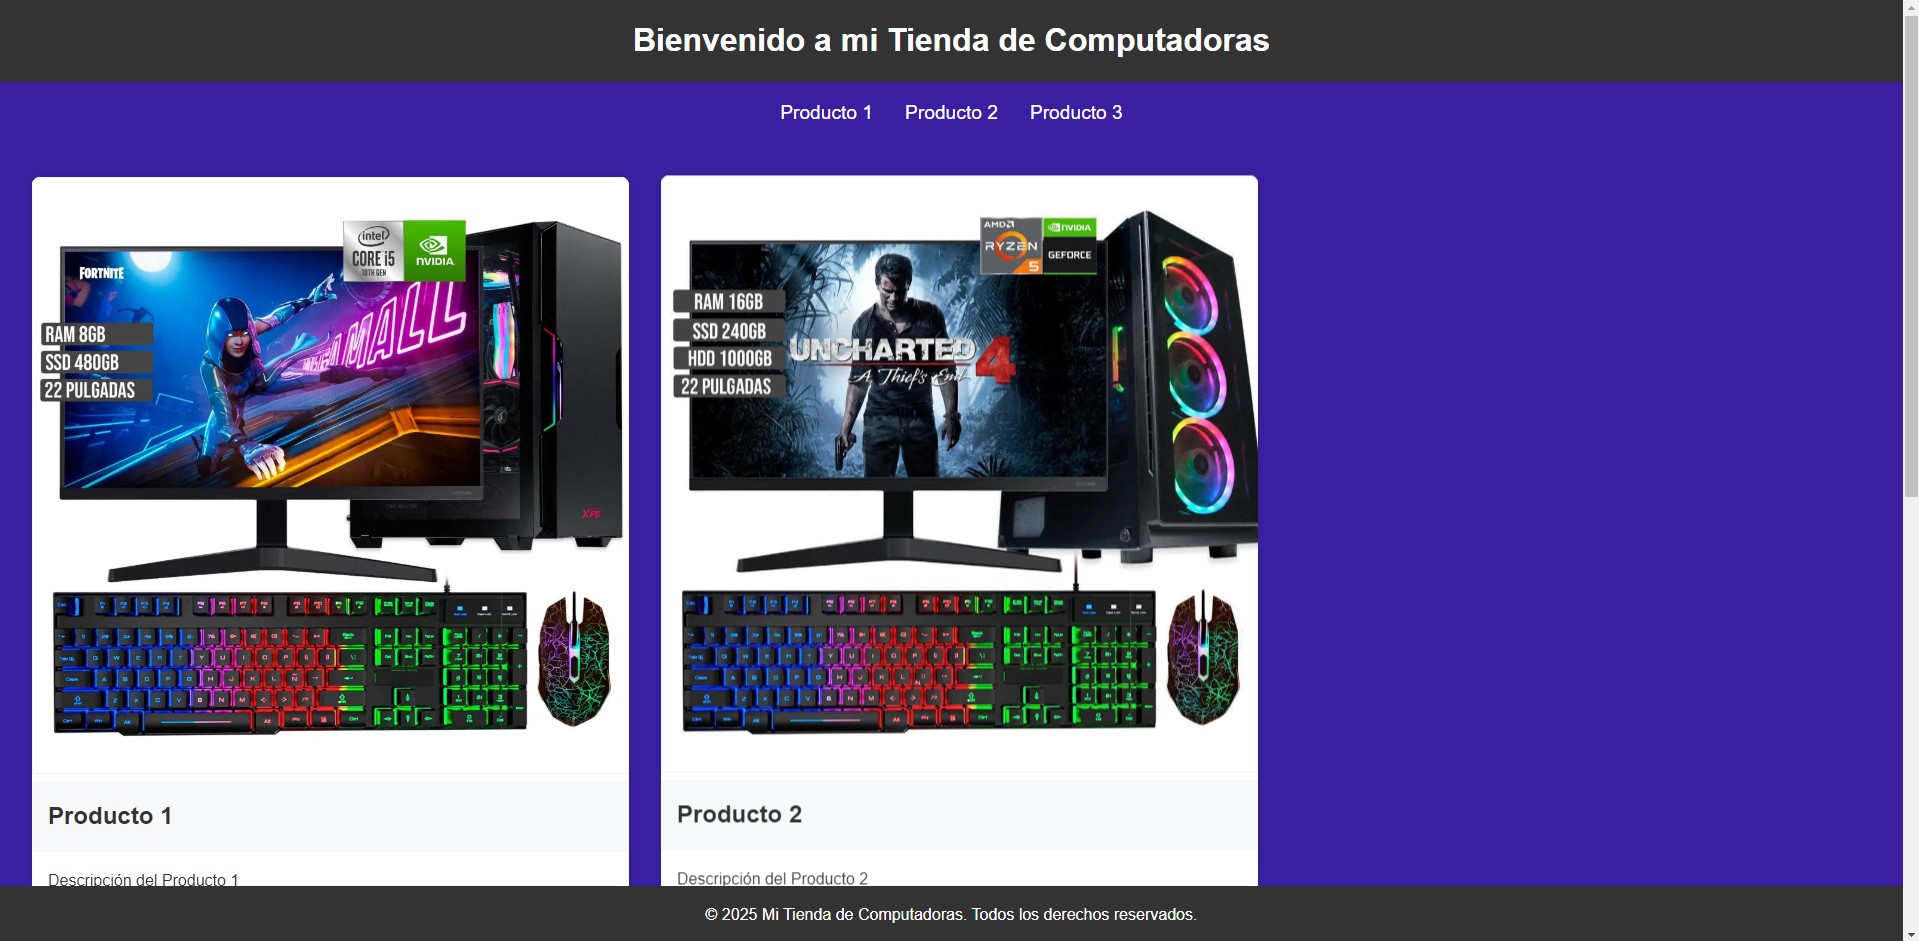 Bienvenido a mi Tienda de Computadoras
Producto 1 Producto 2 Producto 3
intel
CORE i5
10TH GEN
NVIDIA.
FORTNITE
RAM 8GB
SSD 480GB
22 PULGADAS
MALL
XPG
AMD
RYZEN
5
NVIDIA
GEFORCE
RAM 16GB
SSD 240GB
HDD 1000GB
22 PULGADAS
UNCHARTED 4
A Thief's End
Producto 1
Descripción del Producto 1
Producto 2
Descripción del Producto 2
© 2025 Mi Tienda de Computadoras. Todos los derechos reservados.